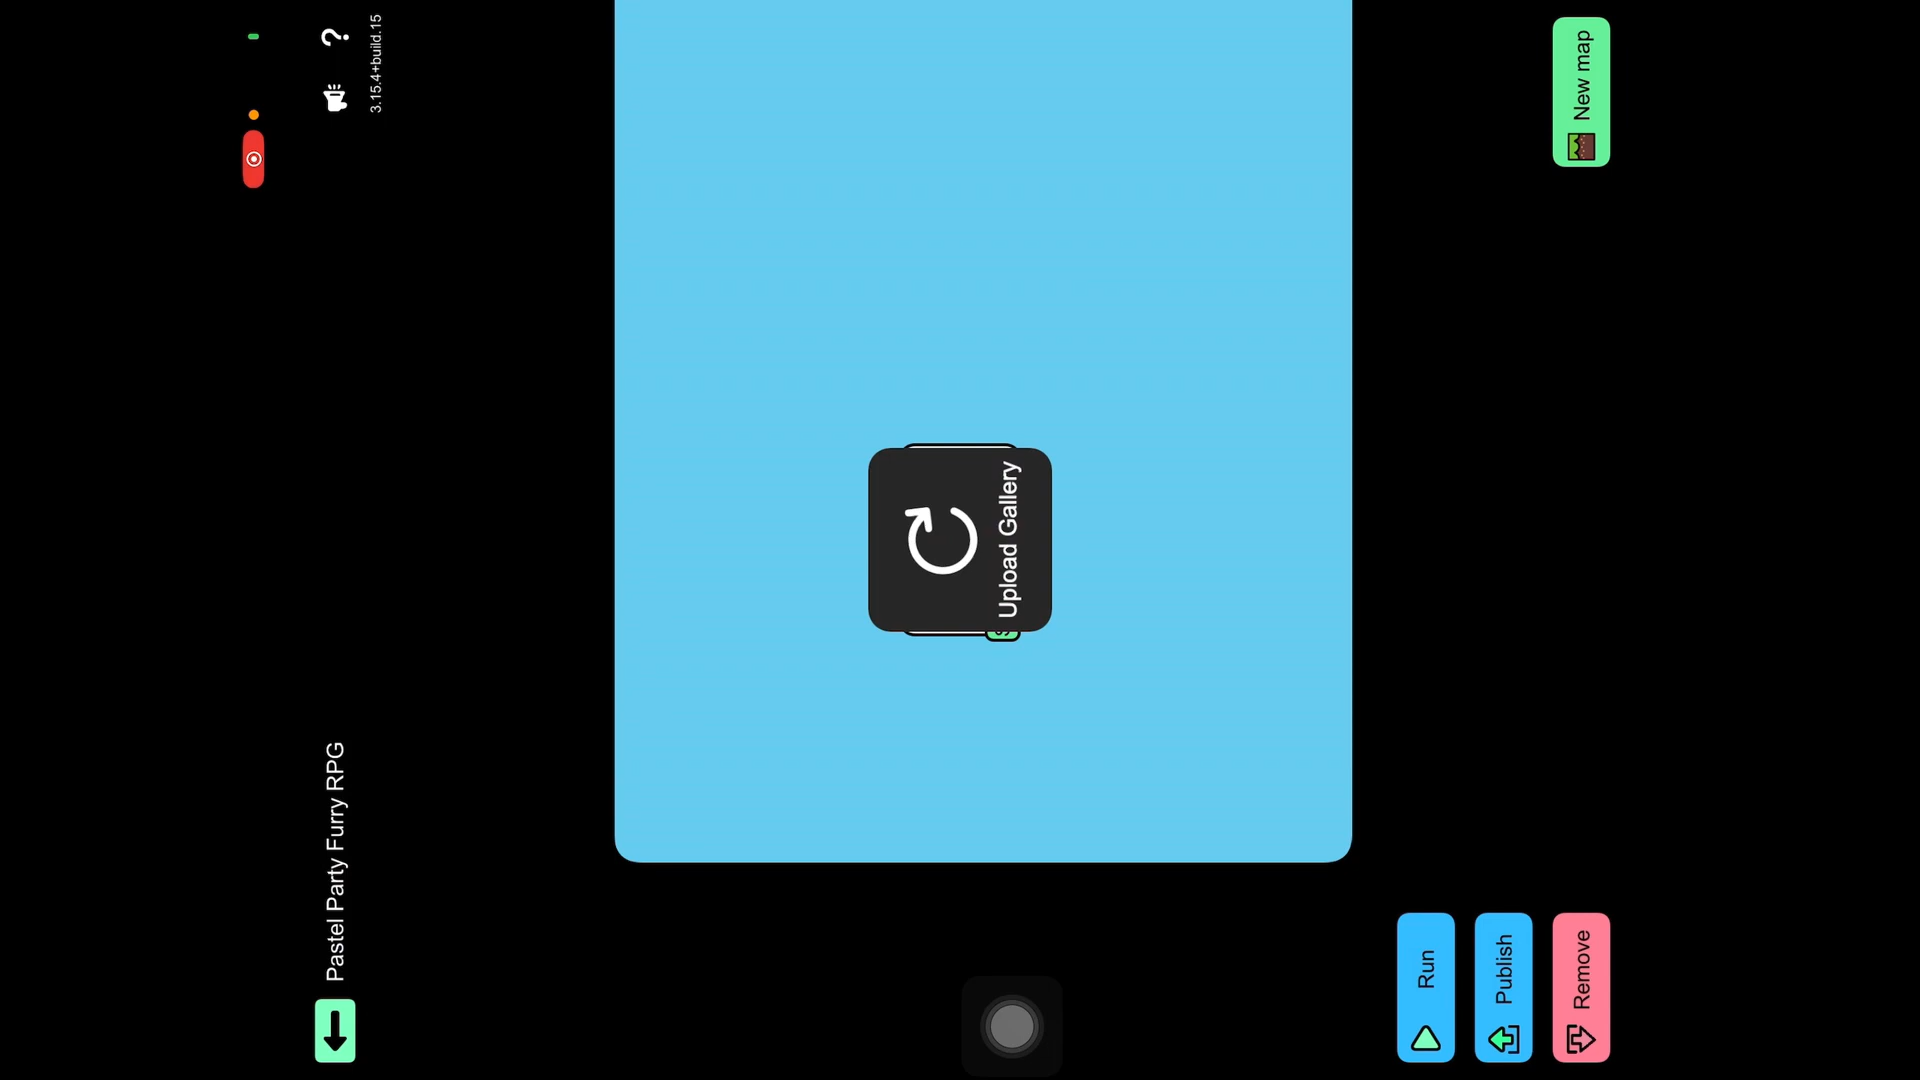 Pastel Party Furry RPG
?
3.15.4+build.15
Upload Gallery
Run
Publish
Remove
New map